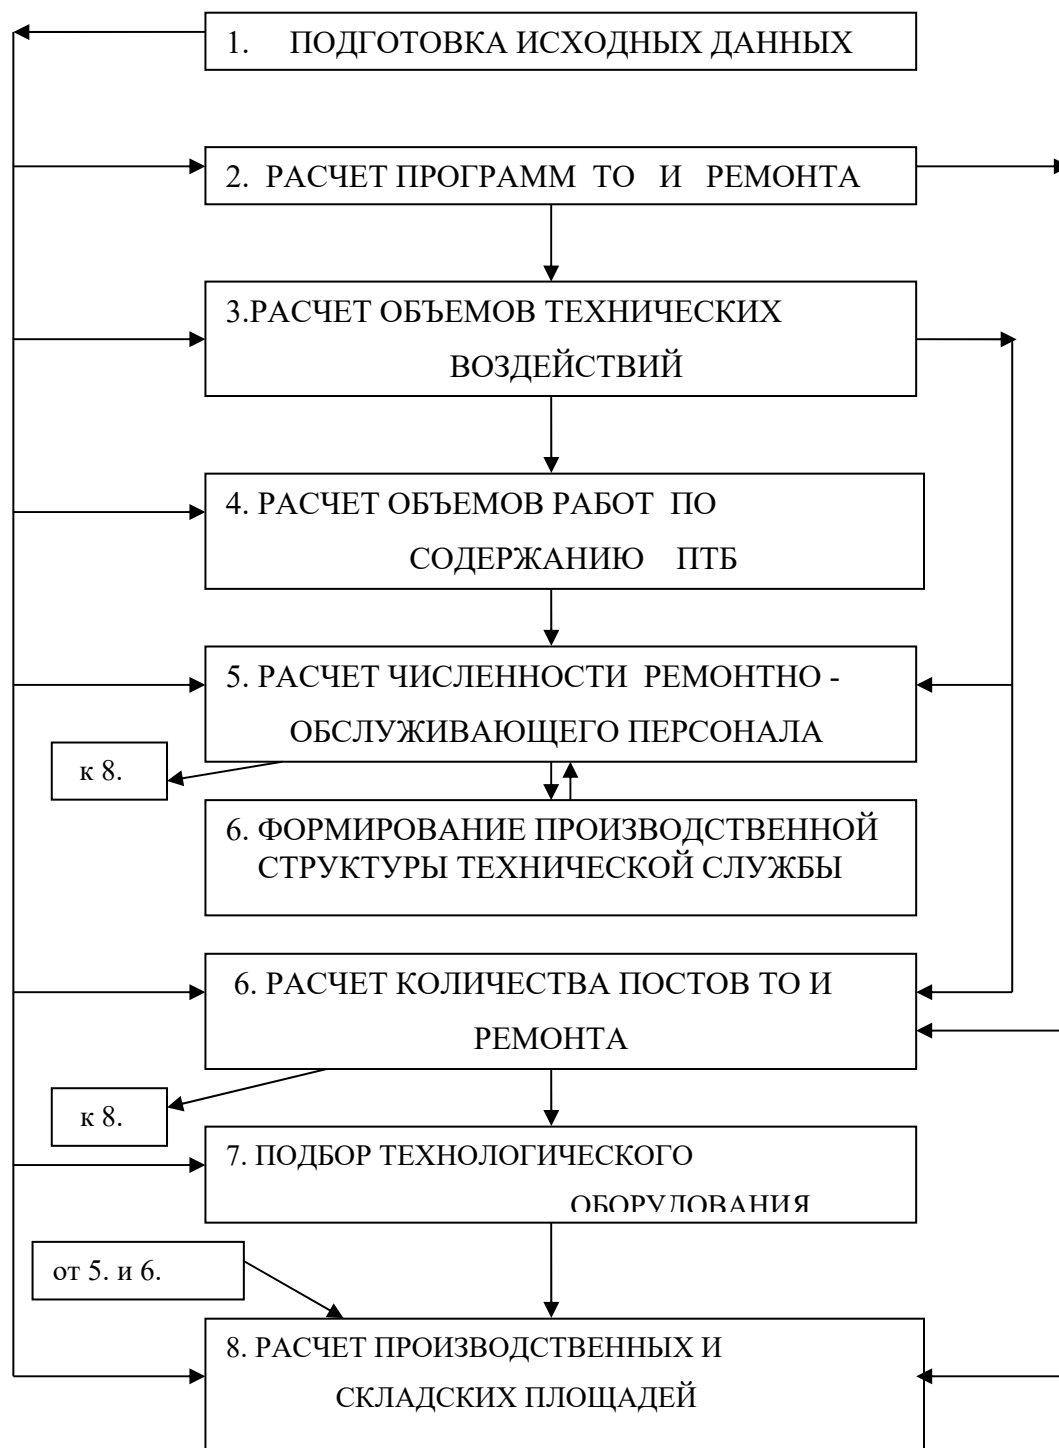 1. ПОДГОТОВКА ИСХОДНЫХ ДАННЫХ
2. РАСЧЕТ ПРОГРАММ ТО И РЕМОНТА
3.РАСЧЕТ ОБЪЕМОВ ТЕХНИЧЕСКИХ
ВОЗДЕЙСТВИЙ
4. РАСЧЕТ ОБЪЕМОВ РАБОТ ПО
СОДЕРЖАНИЮ ПТБ
5. РАСЧЕТ ЧИСЛЕННОСТИ РЕМОНТНО -
ОБСЛУЖИВАЮЩЕГО ПЕРСОНАЛА
к 8.
6. ФОРМИРОВАНИЕ ПРОИЗВОДСТВЕННОЙ
СТРУКТУРЫ ТЕХНИЧЕСКОЙ СЛУЖБЫ
6. РАСЧЕТ КОЛИЧЕСТВА ПОСТОВ ТО И
РЕМОНТА
к 8.
7. ПОДБОР ТЕХНОЛОГИЧЕСКОГО
ОБОРУДОВАНИЯ
от 5. и 6.
8. РАСЧЕТ ПРОИЗВОДСТВЕННЫХ И
СКЛАДСКИХ ПЛОЩАДЕЙ